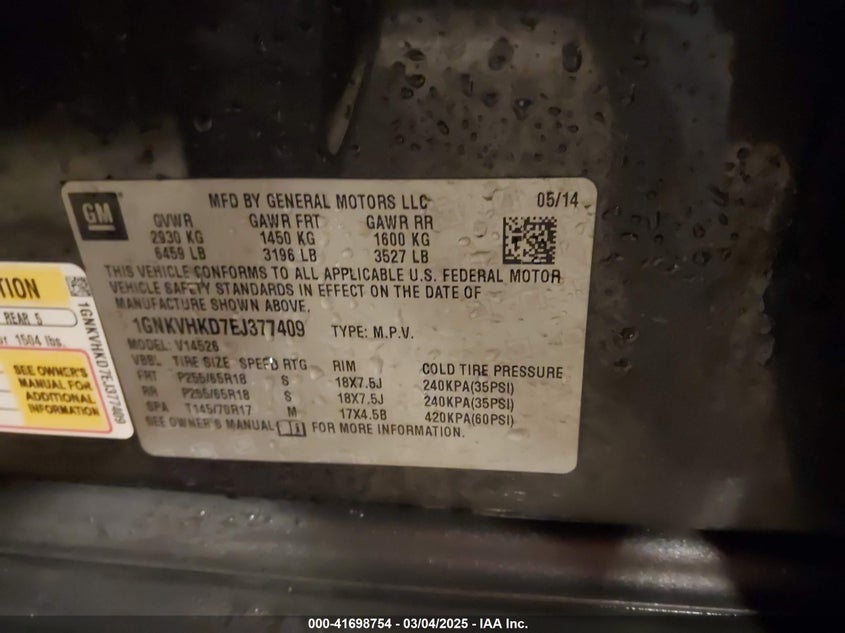 GM
MFD BY GENERAL MOTORS LLC 05/14
GVWR GAWR FRT GAWR RR
2930 KG 1450 KG 1600 KG
6459 LB 3196 LB 3527 LB
THIS VEHICLE CONFORMS TO ALL APPLICABLE U.S. FEDERAL MOTOR
VEHICLE SAFETY STANDARDS IN EFFECT ON THE DATE OF
MANUFACTURE SHOWN ABOVE.
1GNKVHKD7EJ377409 TYPE: M.P.V.
MODEL: V14526
VEHL TIRE SIZE SPEED RTG RIM COLD TIRE PRESSURE
FRT P255/65R18 S 18X7.5J 240KPA(35PSI)
RR P255/65R18 S 18X7.5J 240KPA(35PSI)
SPA T145/70R17 M 17X4.5B 420KPA(60PSI)
SEE OWNER'S MANUAL FOR MORE INFORMATION.
TION
REAR 5
or 1504 lbs.
SEE OWNER'S
MANUAL FOR
ADDITIONAL
INFORMATION
1GNKVHKD7EJ377409
000-41698754 - 03/04/2025 - IAA Inc.